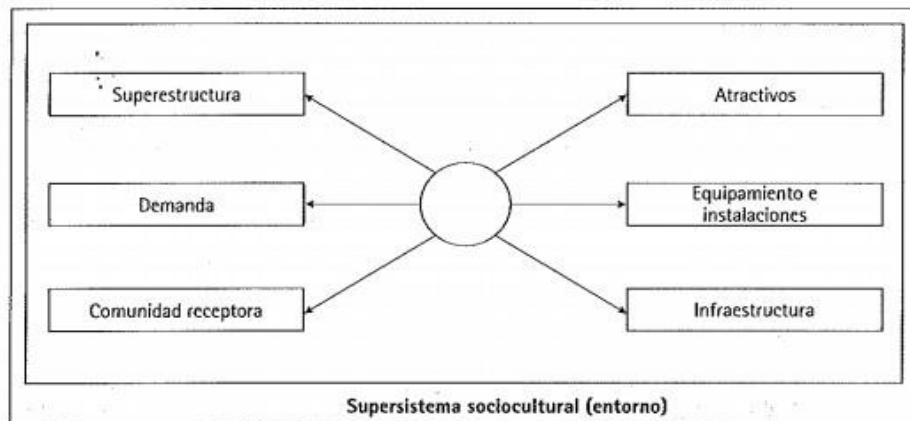 Superestructura
Atractivos
Demanda
Equipamiento e
instalaciones
Comunidad receptora
Infraestructura
Supersistema sociocultural (entorno)